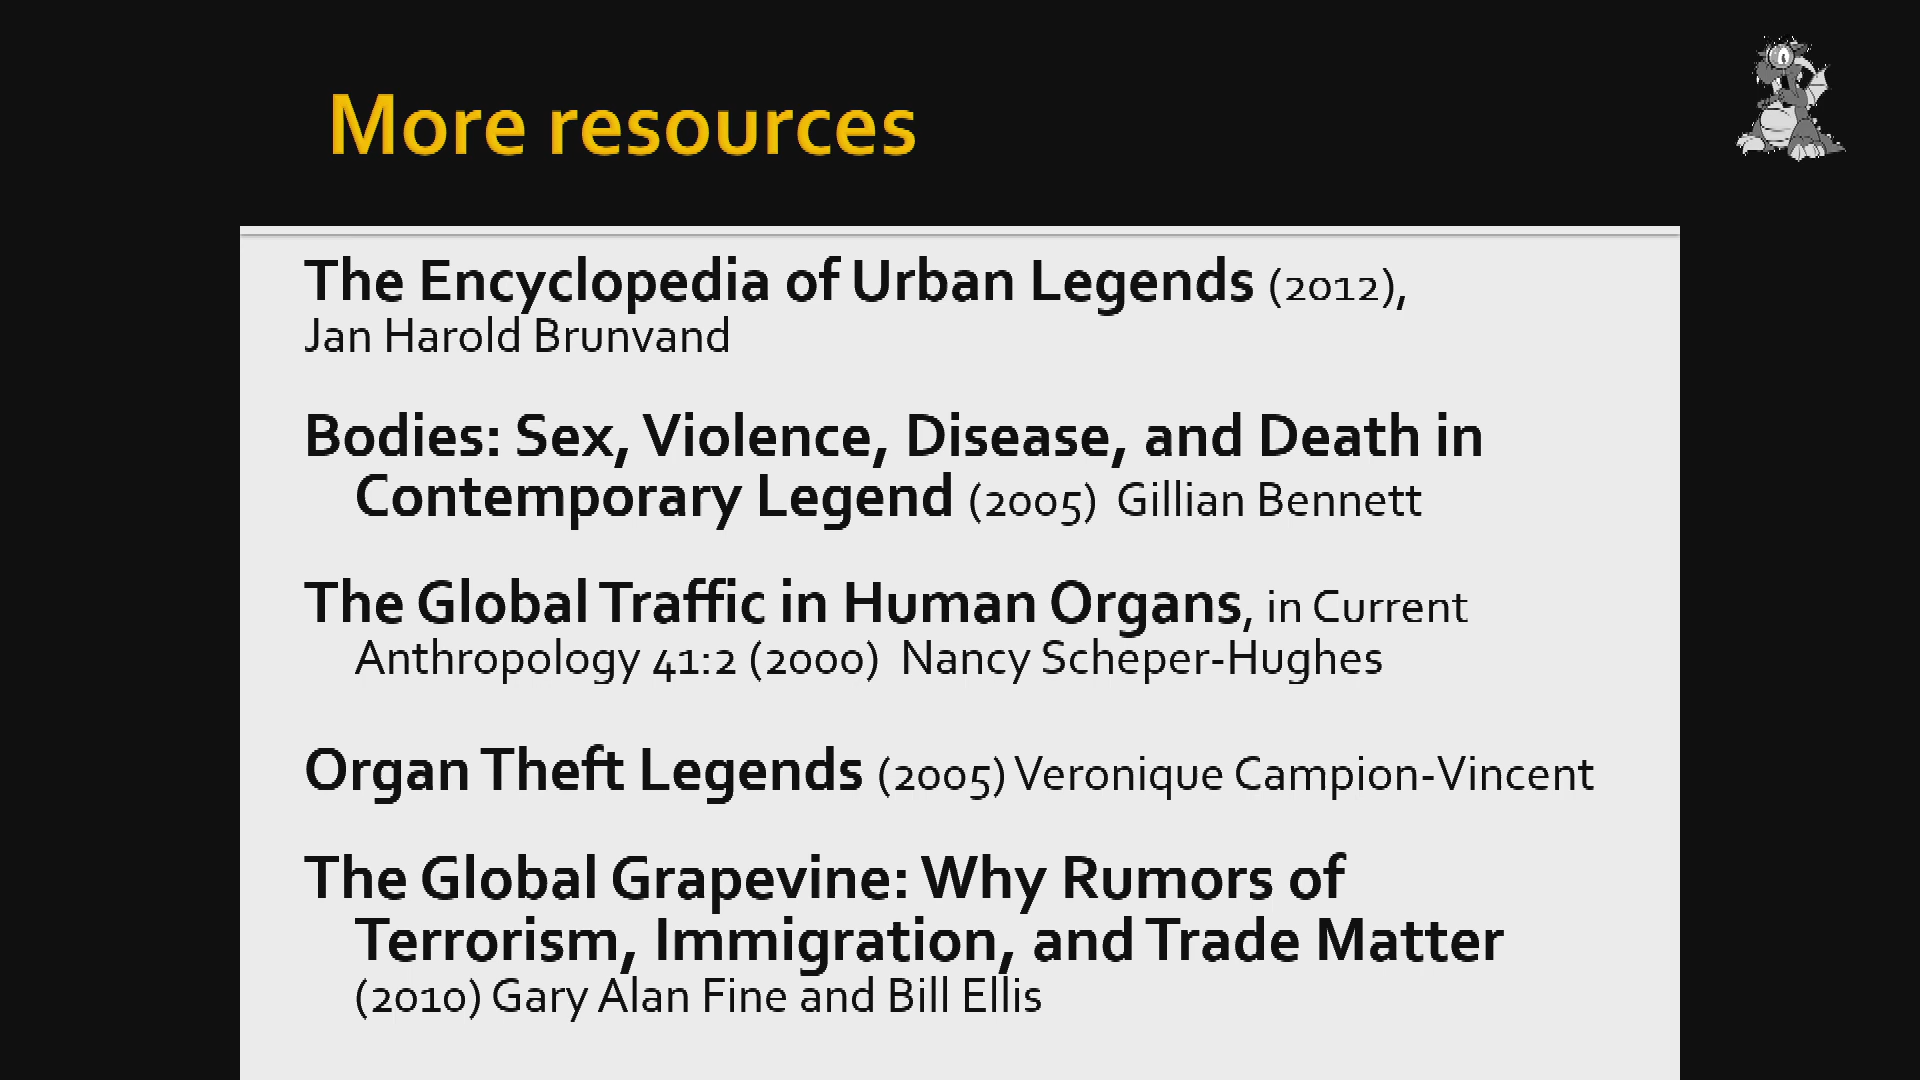 More resources
The Encyclopedia of Urban Legends (2012),
Jan Harold Brunvand
Bodies: Sex, Violence, Disease, and Death in
Contemporary Legend (2005) Gillian Bennett
The Global Traffic in Human Organs, in Current
Anthropology 41:2 (2000) Nancy Scheper-Hughes
Organ Theft Legends (2005) Veronique Campion-Vincent
The Global Grapevine: Why Rumors of
Terrorism, Immigration, and Trade Matter
(2010) Gary Alan Fine and Bill Ellis